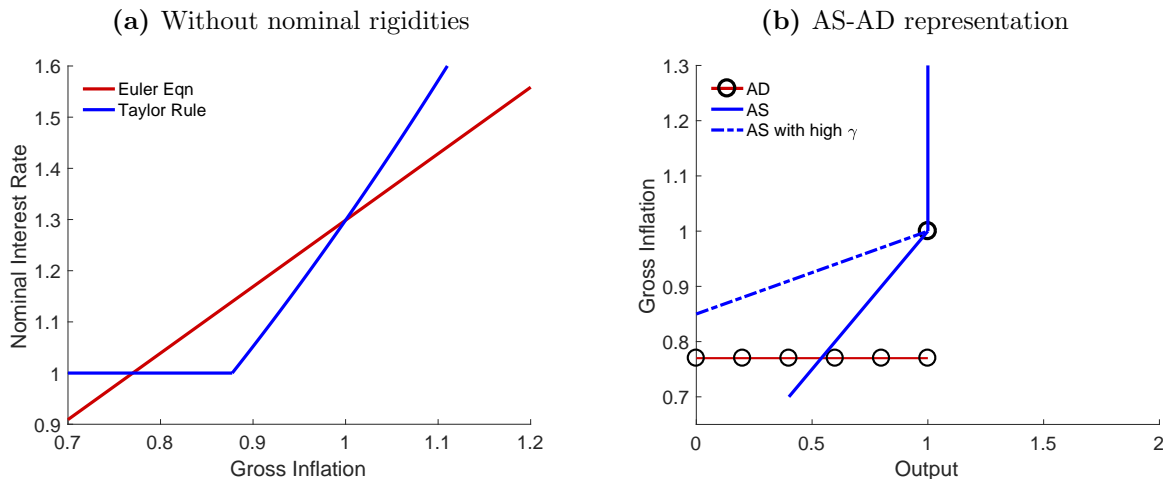 (a) Without nominal rigidities
1.6
1.5
1.4
1.3
1.2
1.1
1
0.9
Nominal Interest Rate
Euler Eqn
Taylor Rule
0.7 0.8 0.9 1 1.1 1.2
Gross Inflation
(b) AS-AD representation
1.3
1.2
1.1
1
0.9
0.8
0.7
Gross Inflation
AD
AS
AS with high γ
0 0.5 1 1.5 2
Output